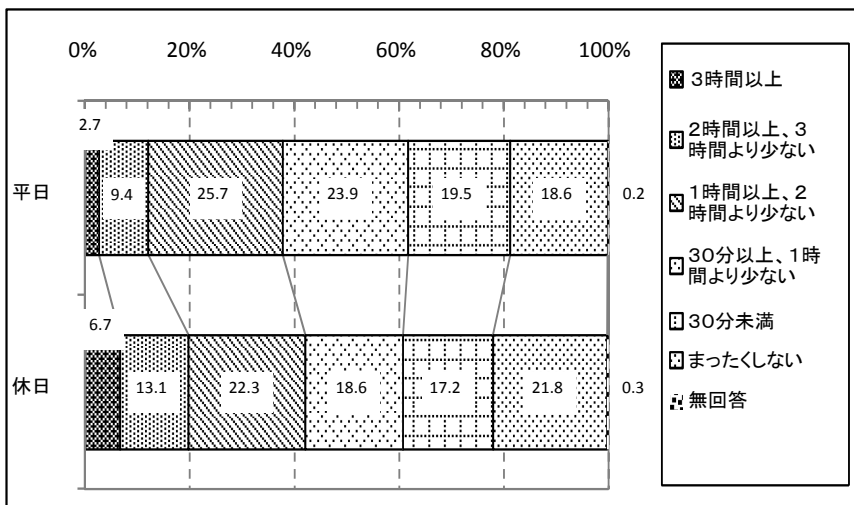 0% 20% 40% 60% 80% 100%
2.7
平日 9.4 25.7 23.9 19.5 18.6 0.2
6.7
休日 13.1 22.3 18.6 17.2 21.8 0.3
3時間以上
2時間以上、3
時間より少ない
1時間以上、2
時間より少ない
30分以上、1時
間より少ない
30分未満
まったくしない
無回答